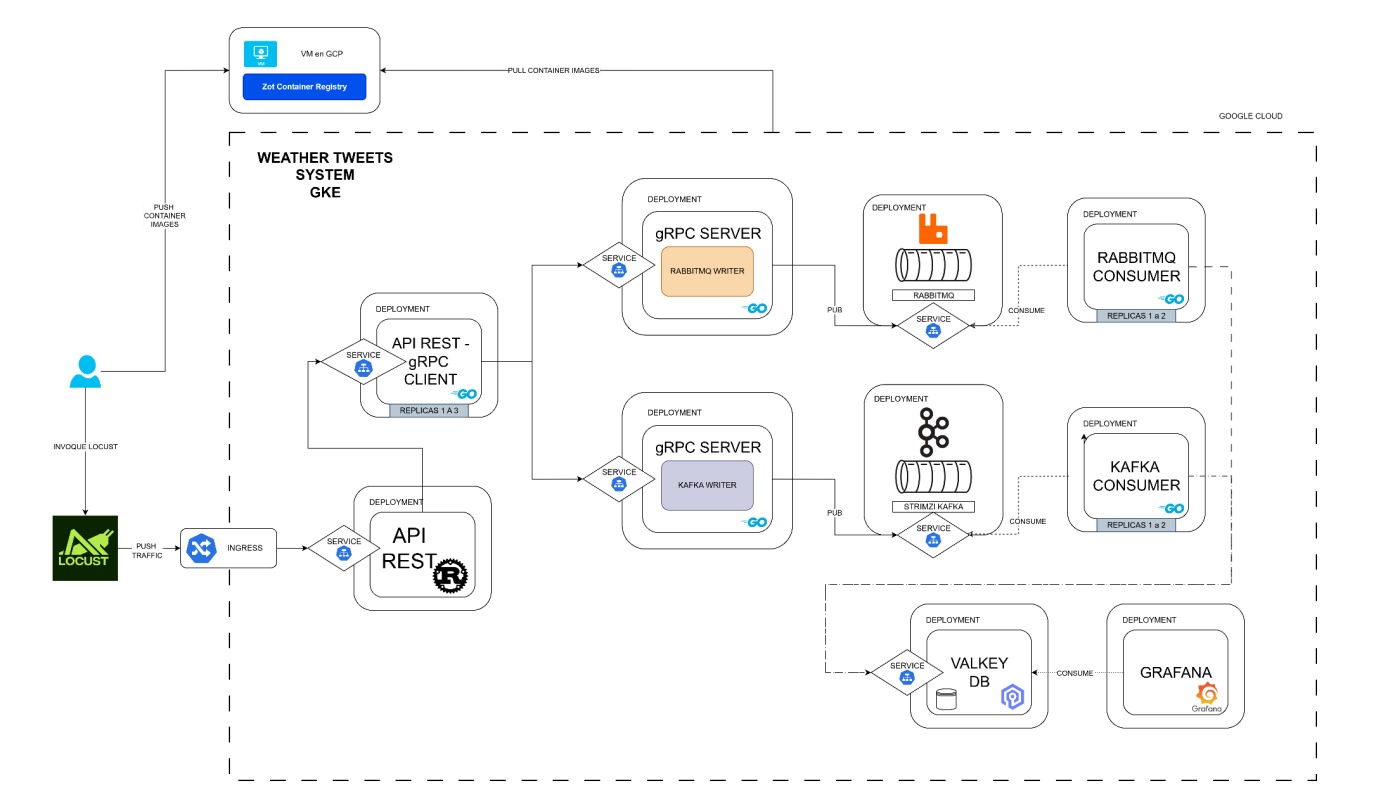 VM en GCP
VM
Zot Container Registry
PULL CONTAINER IMAGES
GOOGLE CLOUD
WEATHER TWEETS
SYSTEM
GKE
PUSH
CONTAINER
IMAGES
DEPLOYMENT
gRPC SERVER
SERVICE
RABBITMQ WRITER
GO
DEPLOYMENT
RABBITMQ
SERVICE
PUB
CONSUME
DEPLOYMENT
RABBITMQ
CONSUMER
GO
REPLICAS 1 a 2
DEPLOYMENT
API REST -
gRPC
CLIENT
SERVICE
GO
REPLICAS 1 A 3
DEPLOYMENT
gRPC SERVER
SERVICE
KAFKA WRITER
GO
DEPLOYMENT
STRIMZI KAFKA
SERVICE
PUB
CONSUME
DEPLOYMENT
KAFKA
CONSUMER
GO
REPLICAS 1 a 2
INVOQUE LOCUST
LOCUST
PUSH
TRAFFIC
INGRESS
DEPLOYMENT
SERVICE
API
REST
R
DEPLOYMENT
SERVICE
VALKEY
DB
CONSUME
DEPLOYMENT
GRAFANA
Grafana